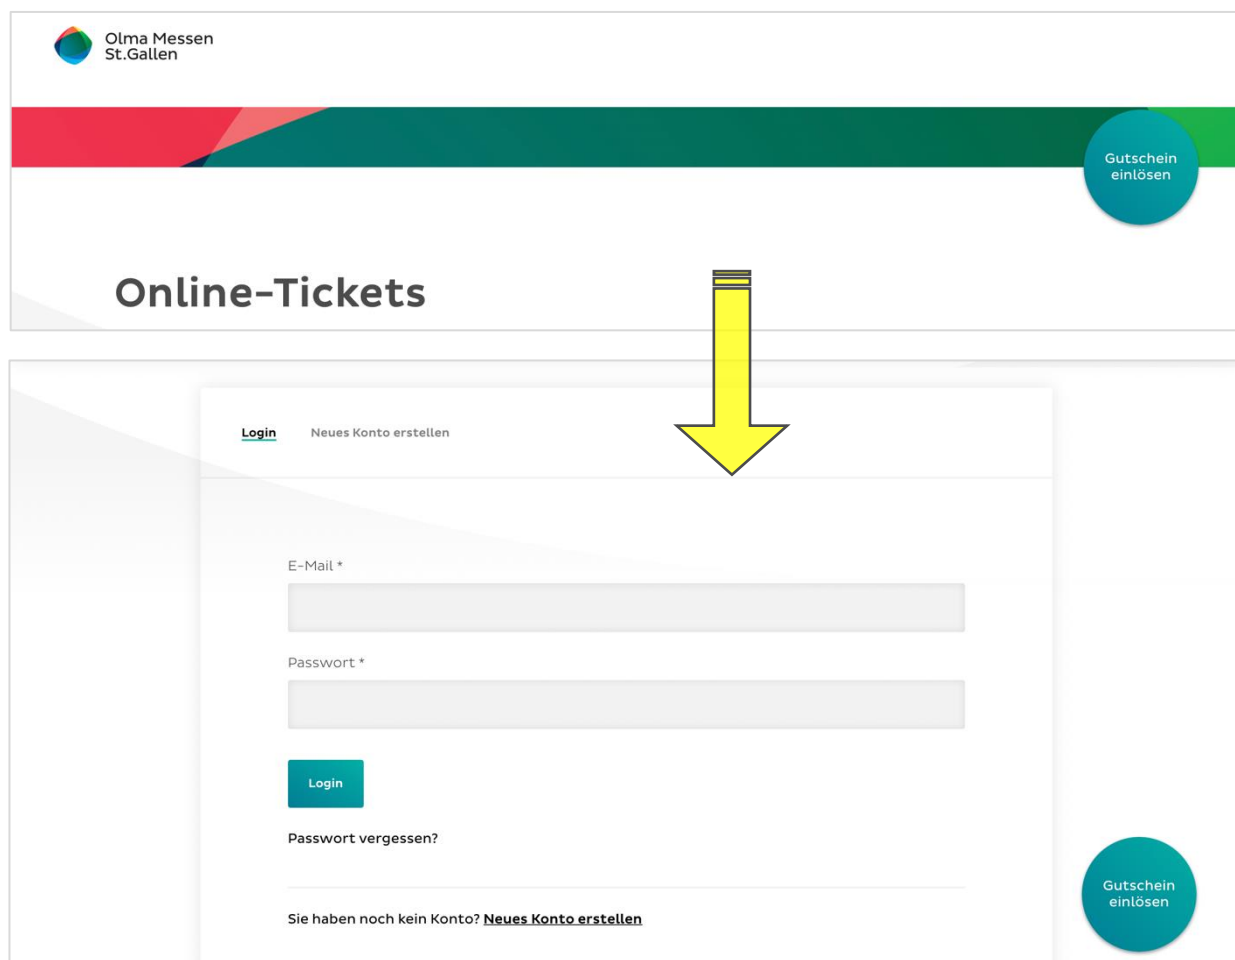 Olma Messen
St.Gallen
Gutschein
einlösen
Online-Tickets
Login
Neues Konto erstellen
E-Mail *
Passwort *
Login
Passwort vergessen?
Gutschein
einlösen
Sie haben noch kein Konto? Neues Konto erstellen